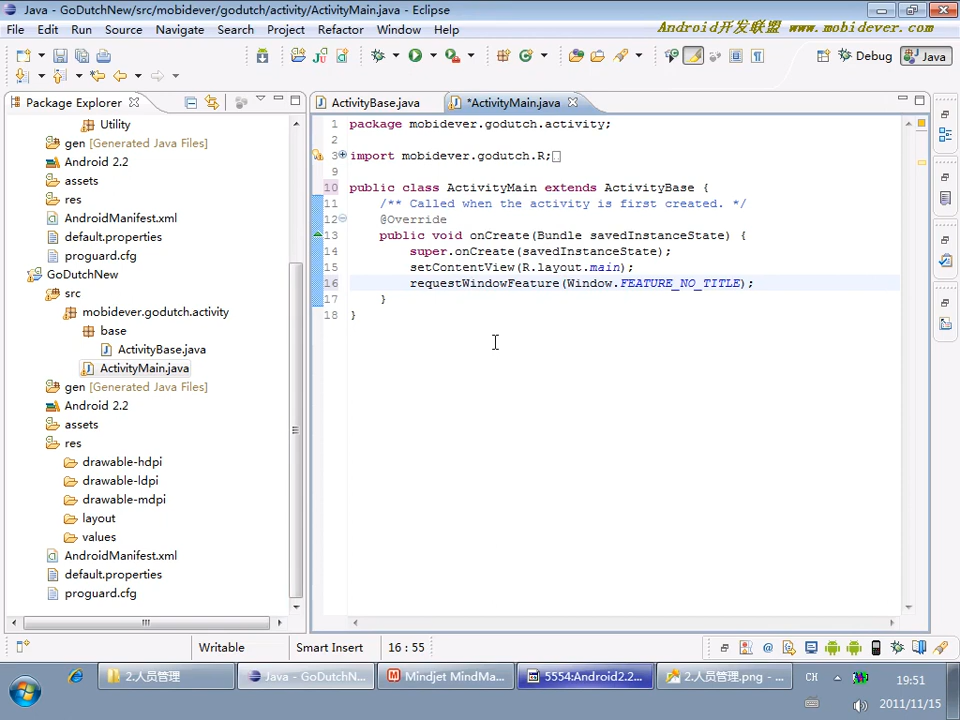 Java - GoDutchNew/src/mobidever/godutch/activity/ActivityMain.java - Eclipse
File Edit Run Source Navigate Search Project Refactor Window Help
Android开发联盟 www.mobidever.com
Debug Java
Package Explorer
ActivityBase.java *ActivityMain.java
Utility
gen [Generated Java Files]
Android 2.2
assets
res
AndroidManifest.xml
default.properties
proguard.cfg
GoDutchNew
src
mobidever.godutch.activity
base
ActivityBase.java
ActivityMain.java
gen [Generated Java Files]
Android 2.2
assets
res
drawable-hdpi
drawable-ldpi
drawable-mdpi
layout
values
AndroidManifest.xml
default.properties
proguard.cfg
1 package mobidever.godutch.activity;
2
3 import mobidever.godutch.R;
9
10 public class ActivityMain extends ActivityBase {
11 /** Called when the activity is first created. */
12 @Override
13 public void onCreate(Bundle savedInstanceState) {
14 super.onCreate(savedInstanceState);
15 setContentView(R.layout.main);
16 requestWindowFeature(Window.FEATURE_NO_TITLE);
17 }
18 }
Writable Smart Insert 16 : 55
2.人员管理 Java - GoDutchN... Mindjet MindMa... 5554:Android2.2... 2.人员管理.png - ... CH 19:51
2011/11/15